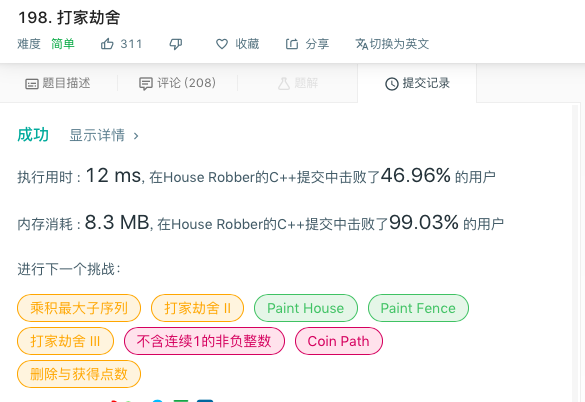 198. 打家劫舍
难度 简单 311 收藏 分享 切换为英文
题目描述 评论 (208) 题解 提交记录
成功 显示详情 ›
执行用时 : 12 ms, 在House Robber的C++提交中击败了46.96% 的用户
内存消耗 : 8.3 MB, 在House Robber的C++提交中击败了99.03% 的用户
进行下一个挑战：
乘积最大子序列 打家劫舍 II Paint House Paint Fence
打家劫舍 III 不含连续1的非负整数 Coin Path
删除与获得点数